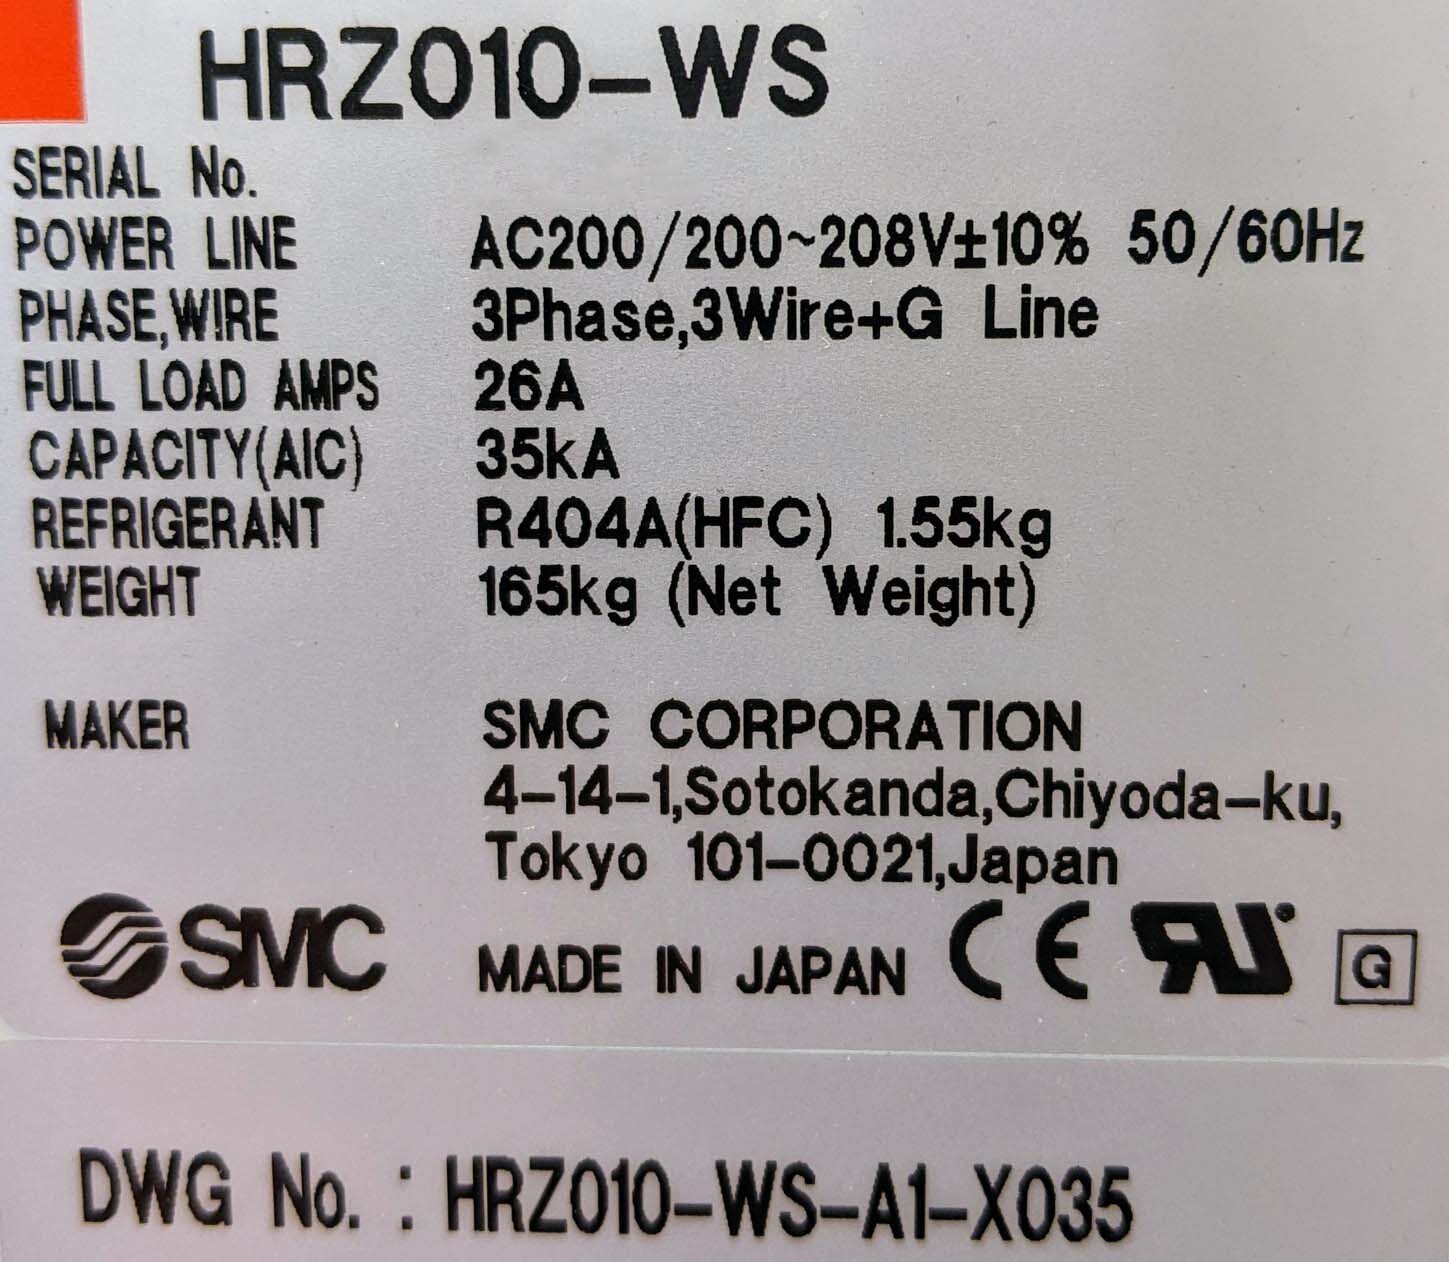 HRZ010-WS
SERIAL No.
POWER LINE AC200/200~208V±10% 50/60Hz
PHASE,WIRE 3Phase,3Wire+G Line
FULL LOAD AMPS 26A
CAPACITY(AIC) 35kA
REFRIGERANT R404A(HFC) 1.55kg
WEIGHT 165kg (Net Weight)
MAKER SMC CORPORATION
4-14-1,Sotokanda,Chiyoda-ku,
Tokyo 101-0021,Japan
SMC MADE IN JAPAN CE RU G
DWG No. : HRZ010-WS-A1-X035